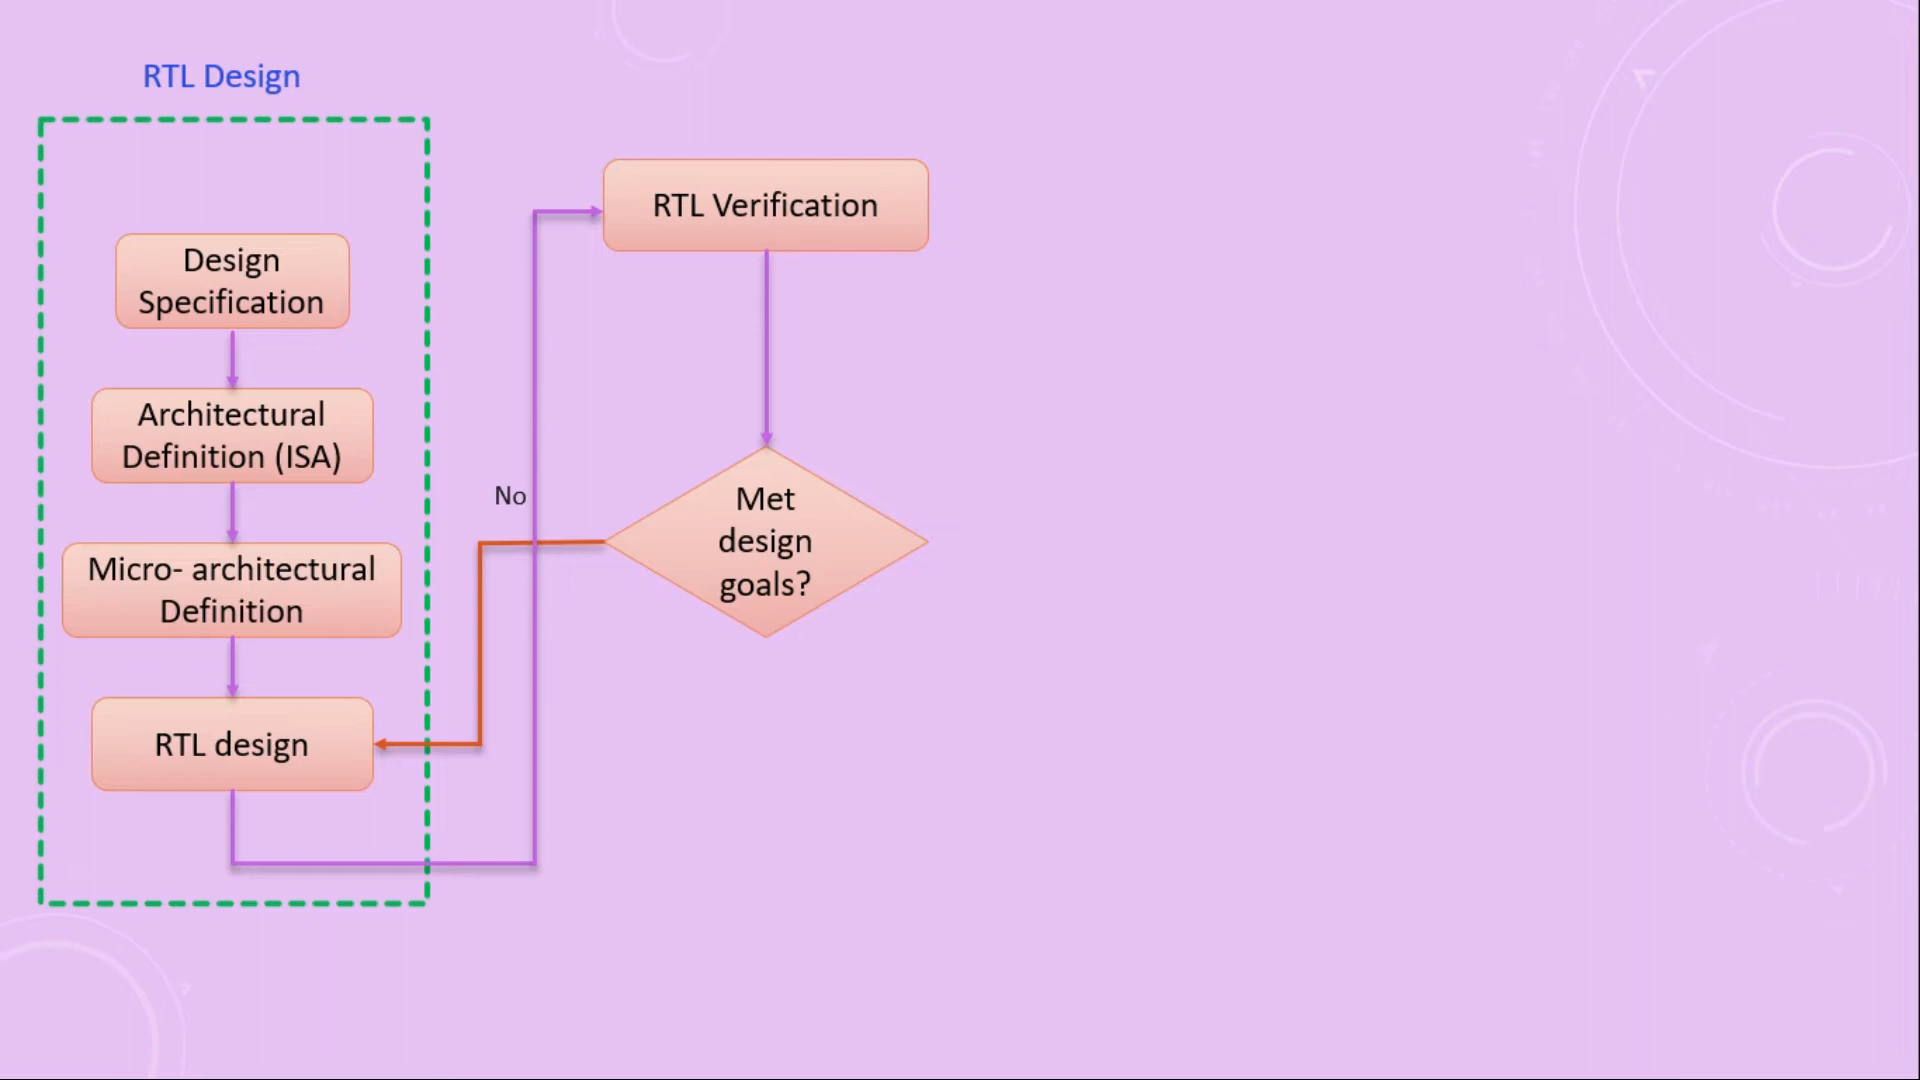 RTL Design
Design
Specification
Architectural
Definition (ISA)
Micro- architectural
Definition
RTL design
No
RTL Verification
Met
design
goals?